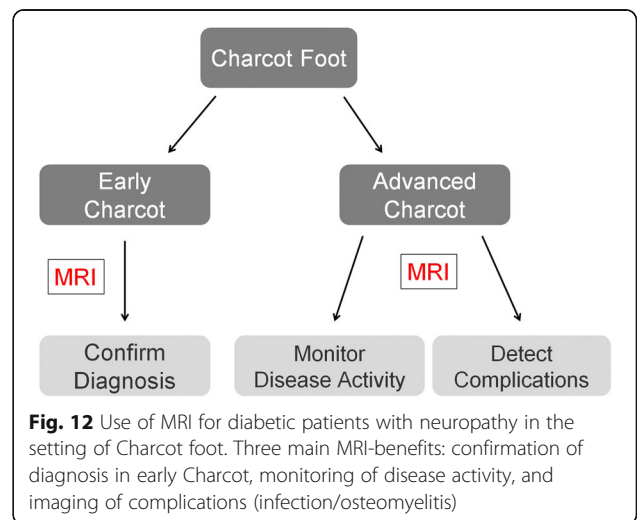 Charcot Foot
Early
Charcot
Advanced
Charcot
MRI
MRI
Confirm
Diagnosis
Monitor
Disease Activity
Detect
Complications
Fig. 12 Use of MRI for diabetic patients with neuropathy in the
setting of Charcot foot. Three main MRI-benefits: confirmation of
diagnosis in early Charcot, monitoring of disease activity, and
imaging of complications (infection/osteomyelitis)